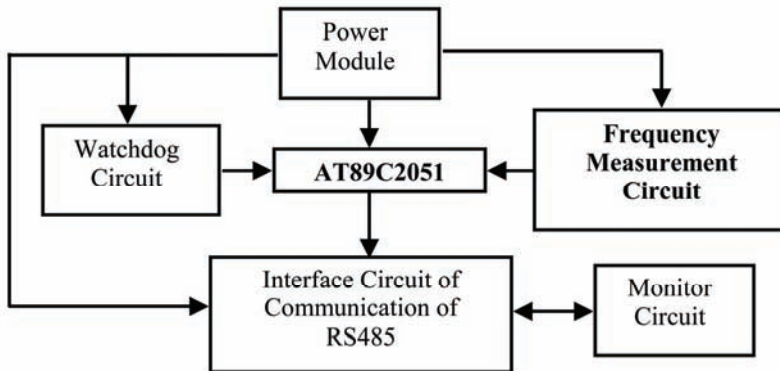 Power
Module
Watchdog
Circuit
AT89C2051
Frequency
Measurement
Circuit
Interface Circuit of
Communication of
RS485
Monitor
Circuit